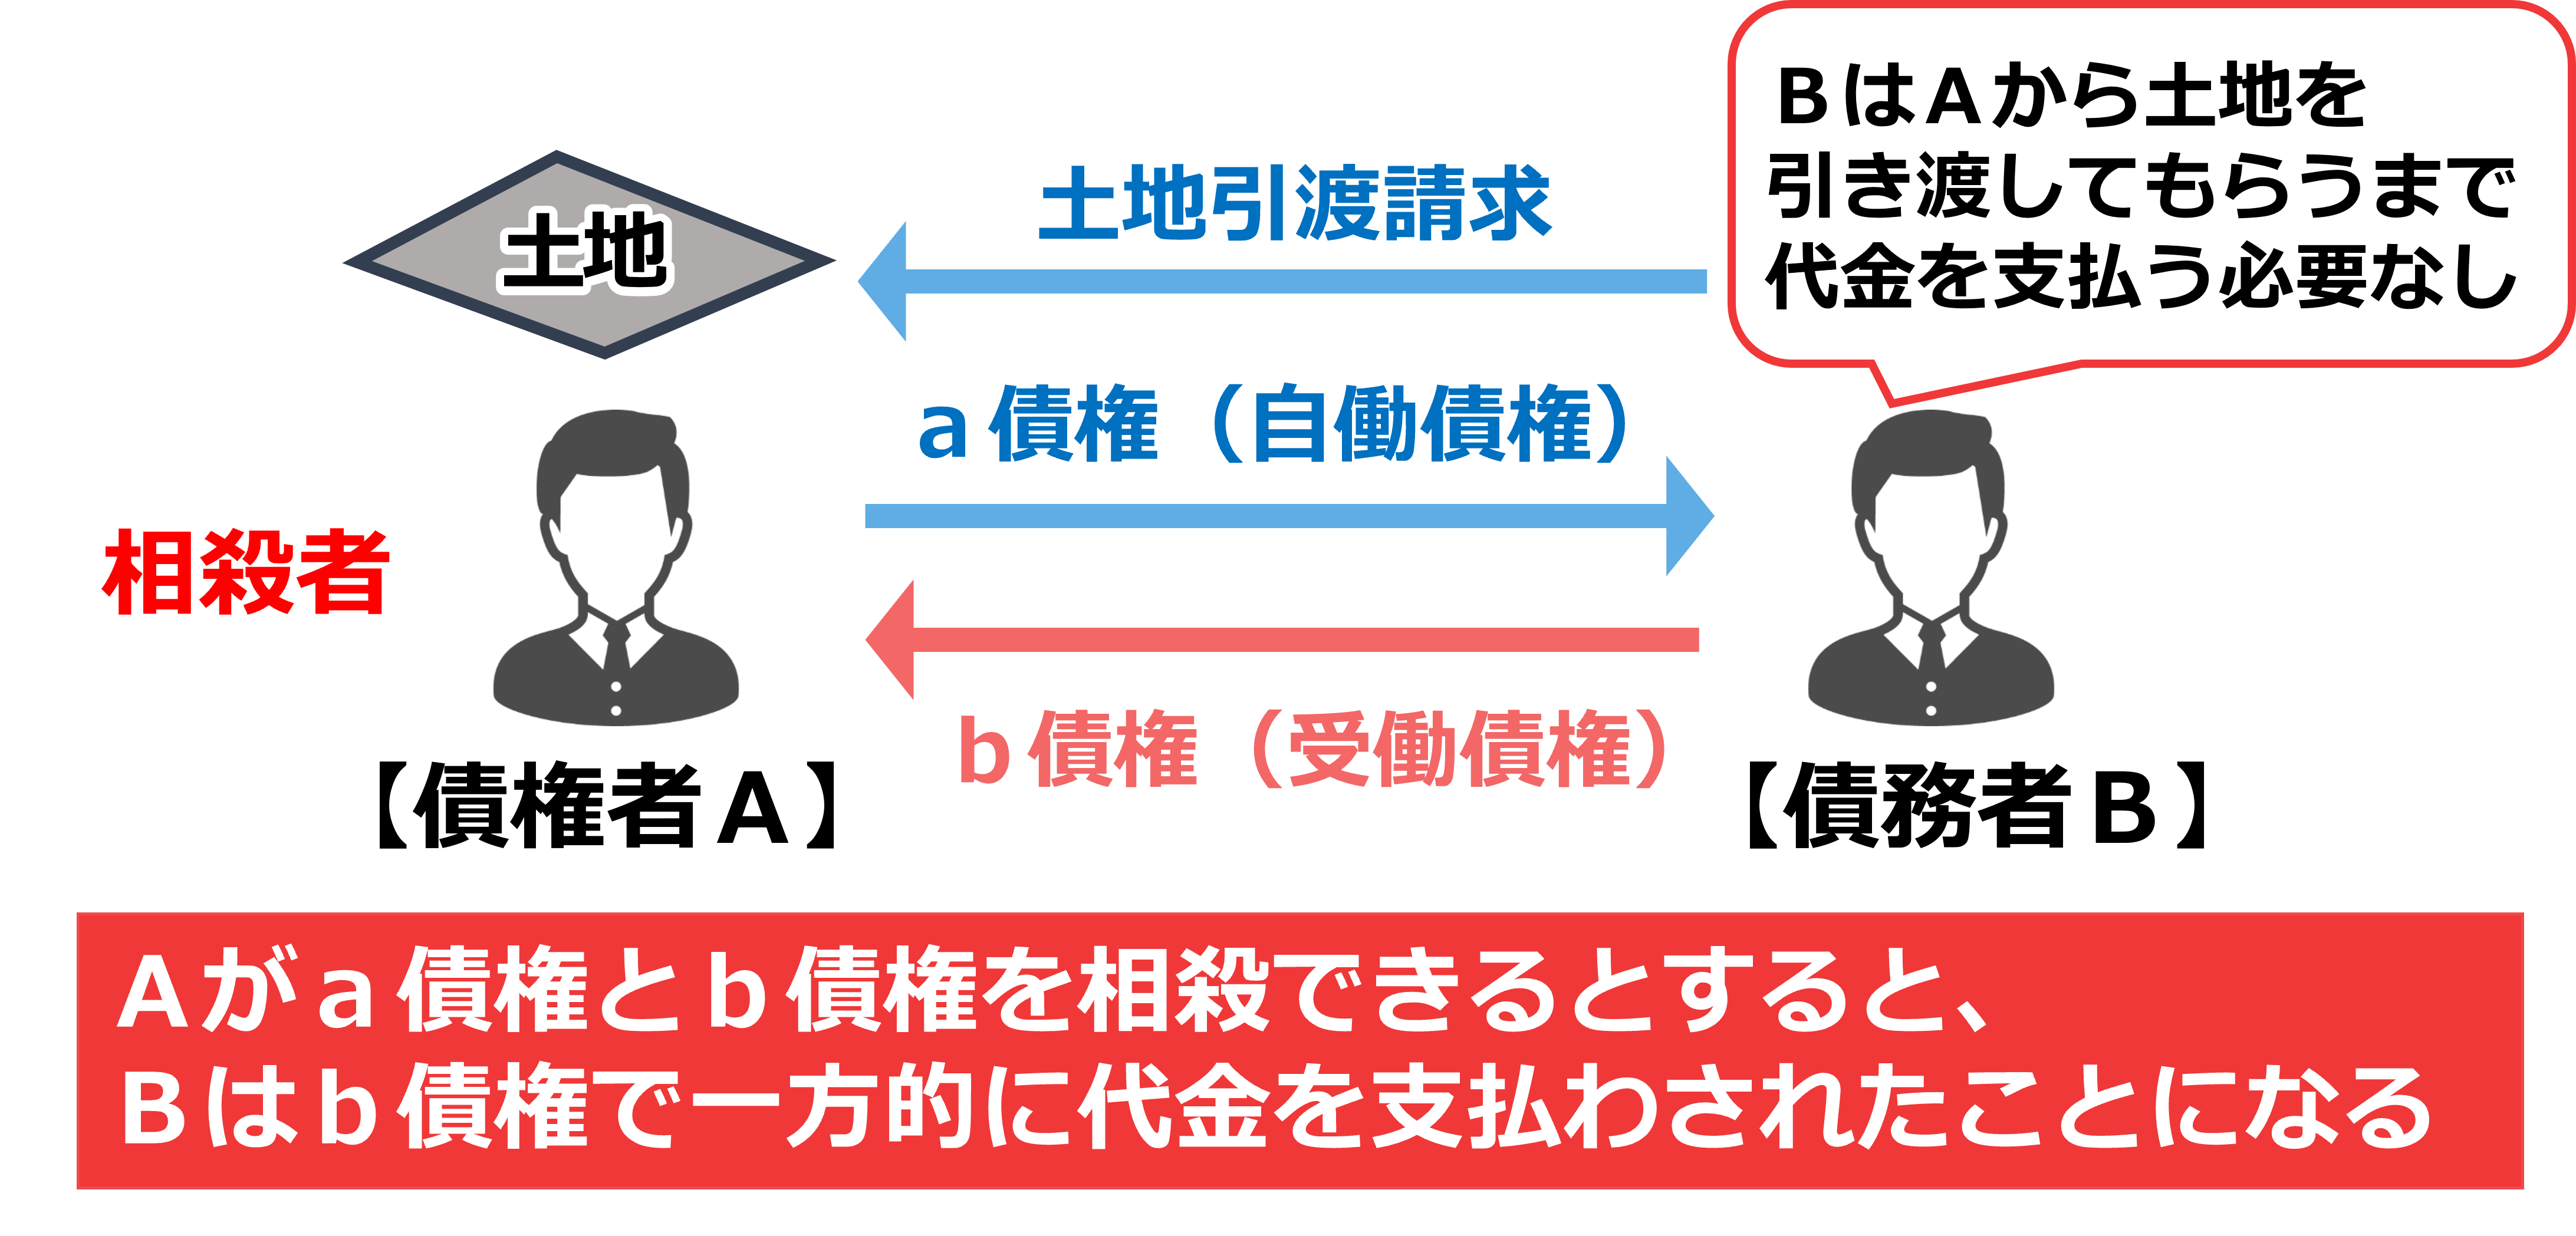 BはAから土地を
引き渡してもらうまで
代金を支払う必要なし
土地
土地引渡請求
a債権（自働債権）
相殺者
b債権（受働債権）
【債権者A】
【債務者B】
Aがa債権とb債権を相殺できるとすると、
Bはb債権で一方的に代金を支払わされたことになる